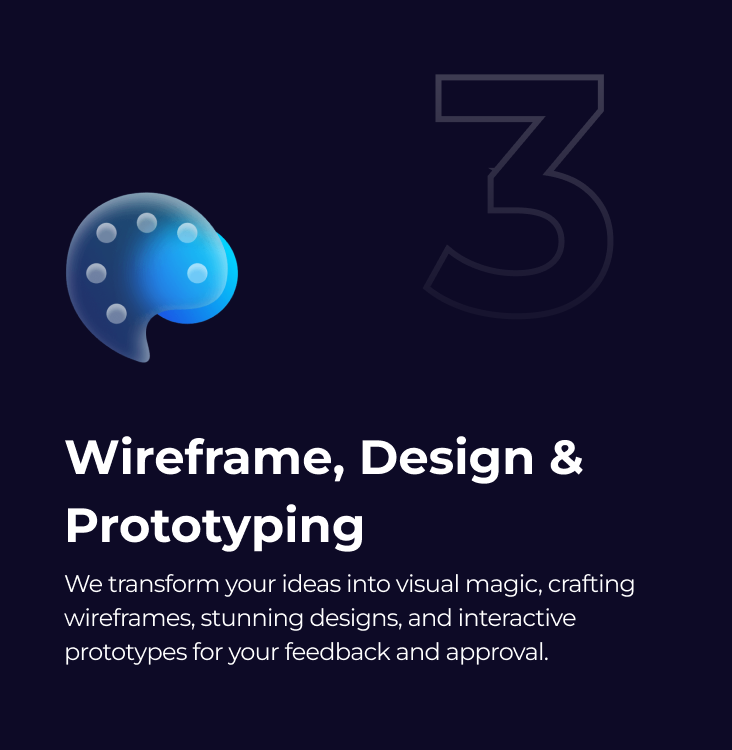 3
Wireframe, Design &
Prototyping
We transform your ideas into visual magic, crafting
wireframes, stunning designs, and interactive
prototypes for your feedback and approval.